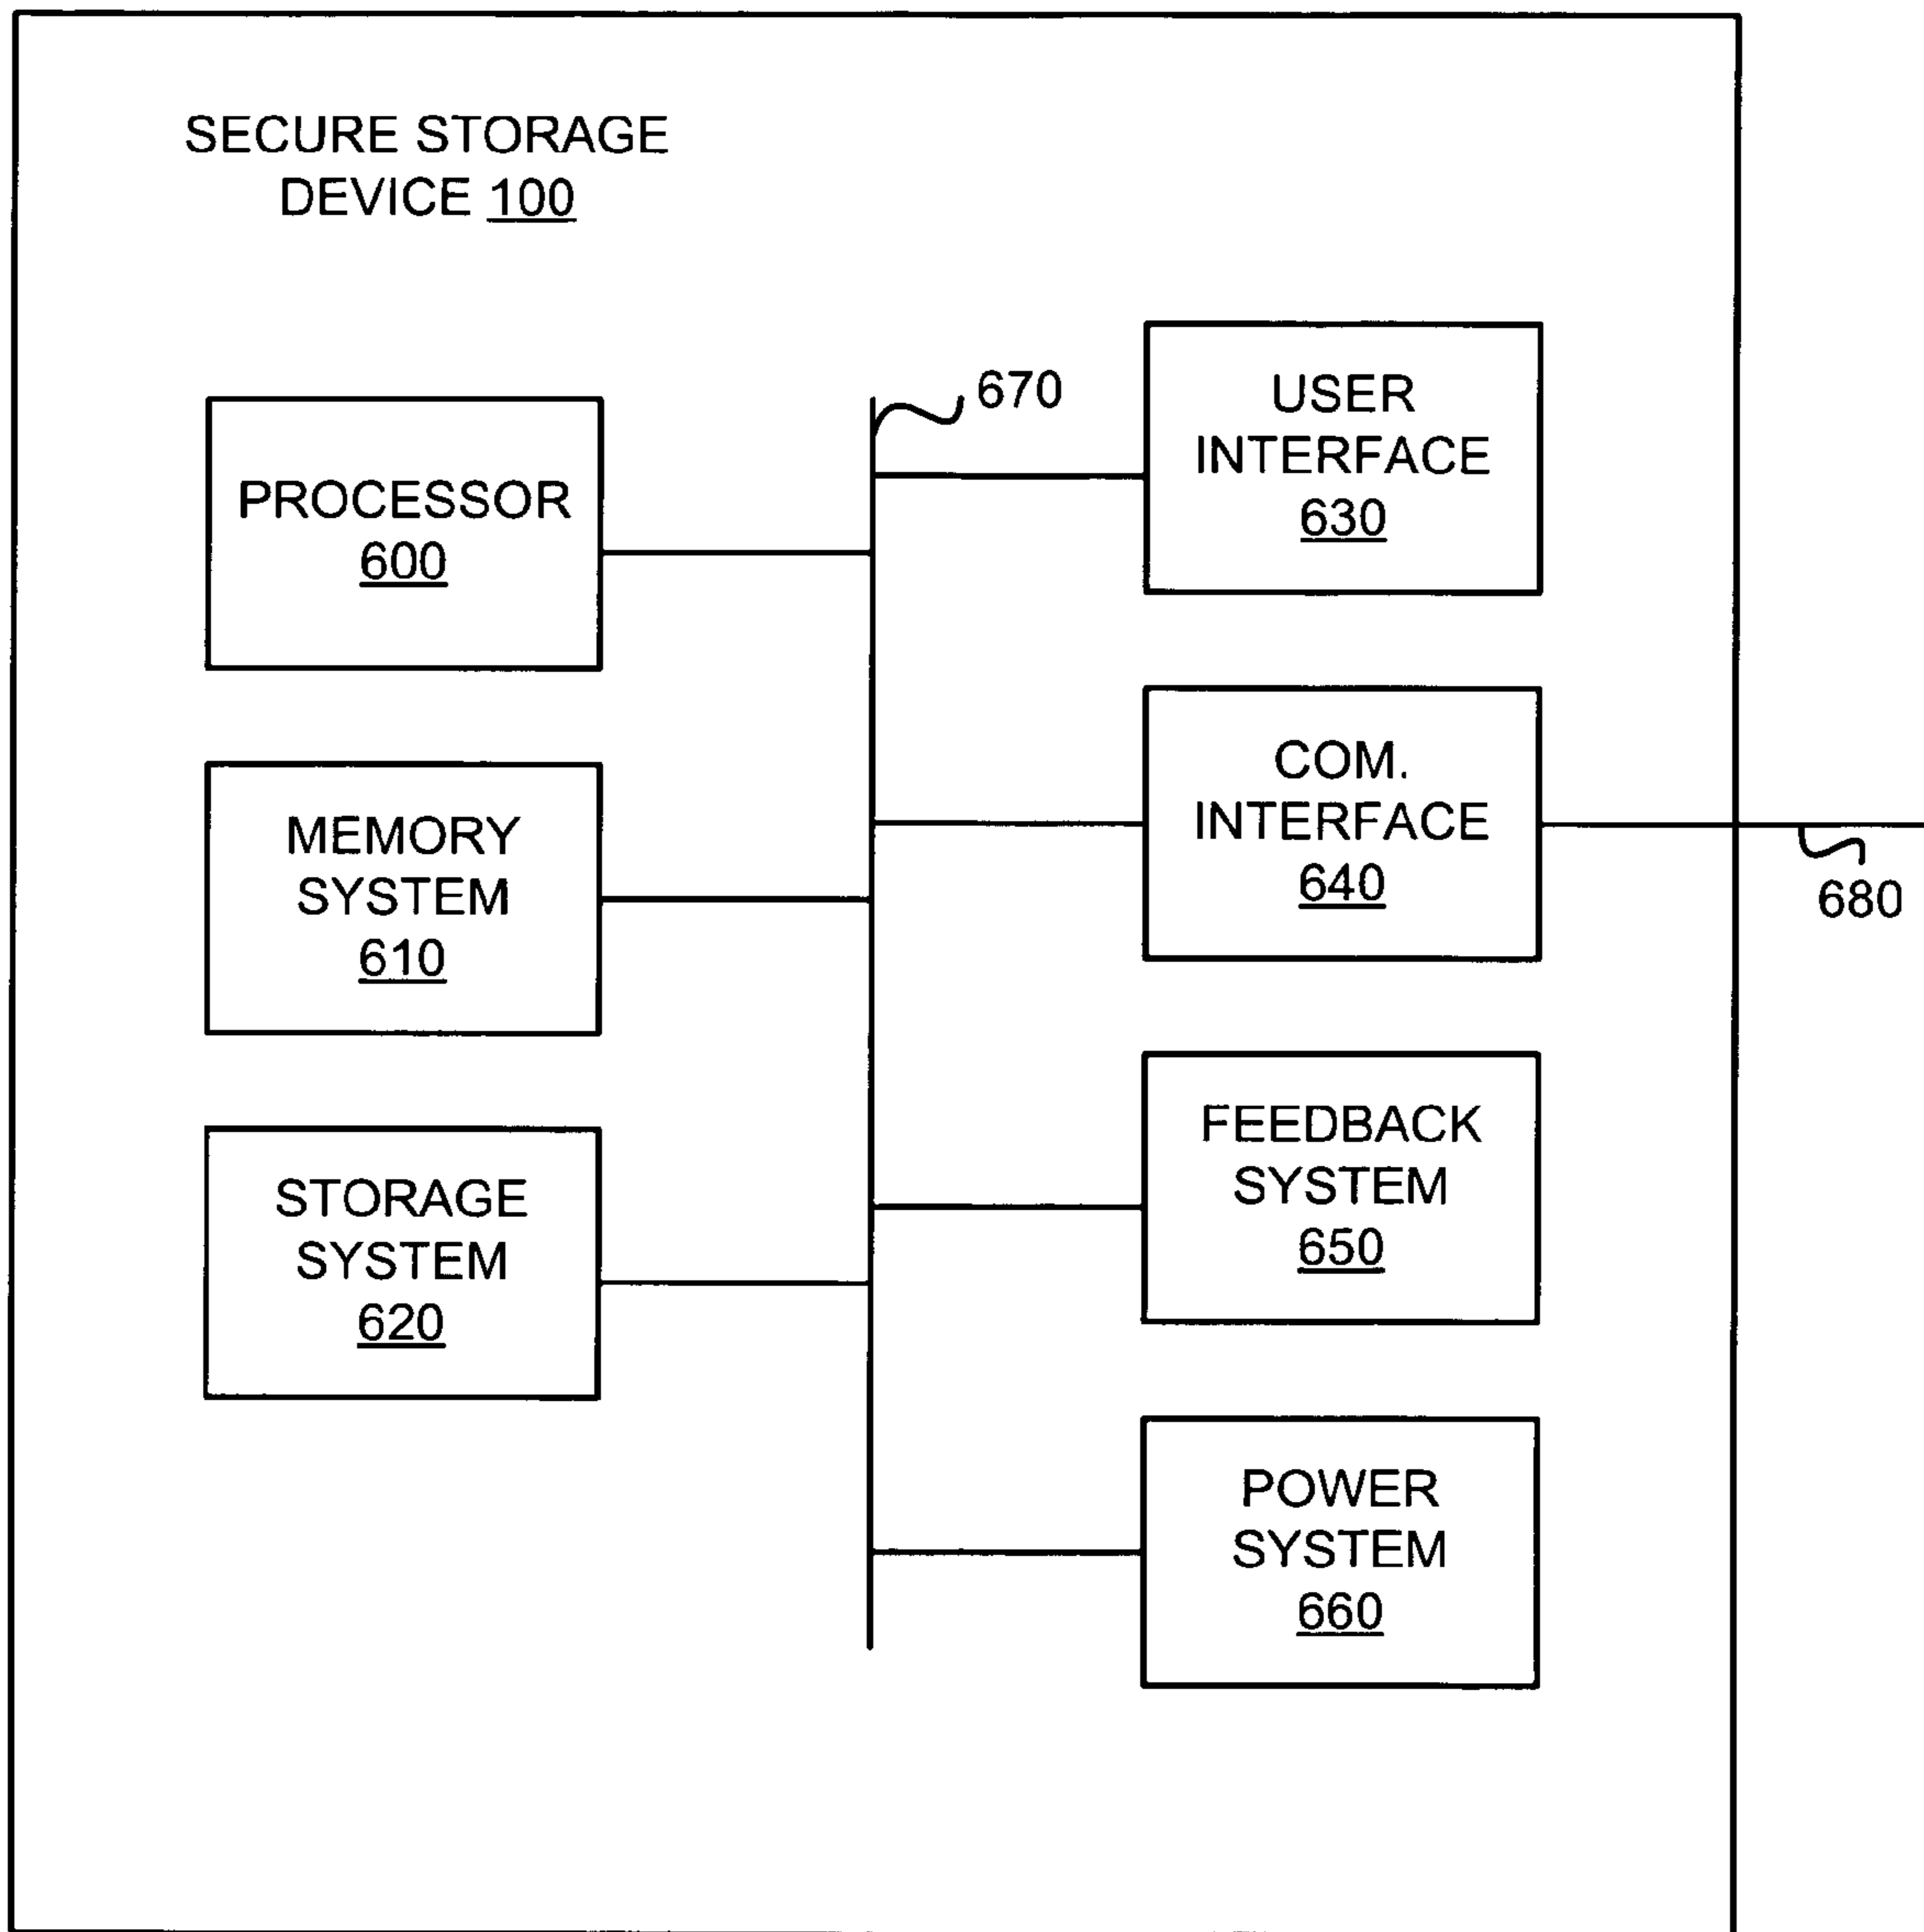 SECURE STORAGE
DEVICE 100
PROCESSOR
600
MEMORY
SYSTEM
610
STORAGE
SYSTEM
620
670
USER
INTERFACE
630
COM.
INTERFACE
640
680
FEEDBACK
SYSTEM
650
POWER
SYSTEM
660